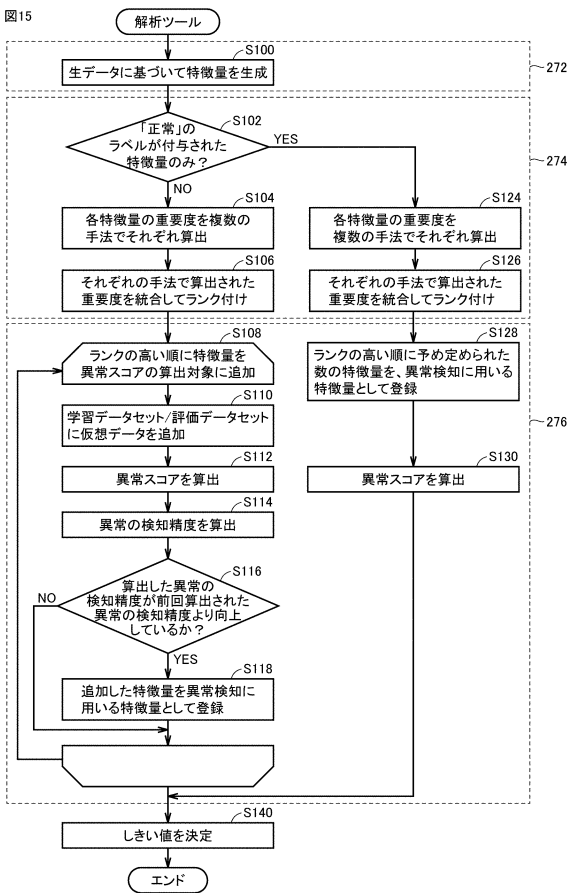 図15
解析ツール
S100
生データに基づいて特徴量を生成
272
S102
「正常」の
ラベルが付与された
特徴量のみ？
YES
NO
274
S104
各特徴量の重要度を複数の
手法でそれぞれ算出
S124
各特徴量の重要度を
複数の手法でそれぞれ算出
S106
それぞれの手法で算出された
重要度を統合してランク付け
S126
それぞれの手法で算出された
重要度を統合してランク付け
S108
ランクの高い順に特徴量を
異常スコアの算出対象に追加
S128
ランクの高い順に予め定められた
数の特徴量を、異常検知に用いる
特徴量として登録
S110
学習データセット/評価データセット
に仮想データを追加
276
S112
異常スコアを算出
S130
異常スコアを算出
S114
異常の検知精度を算出
S116
算出した異常の
検知精度が前回算出された
異常の検知精度より向上
しているか？
NO
YES
S118
追加した特徴量を異常検知に
用いる特徴量として登録
S140
しきい値を決定
エンド